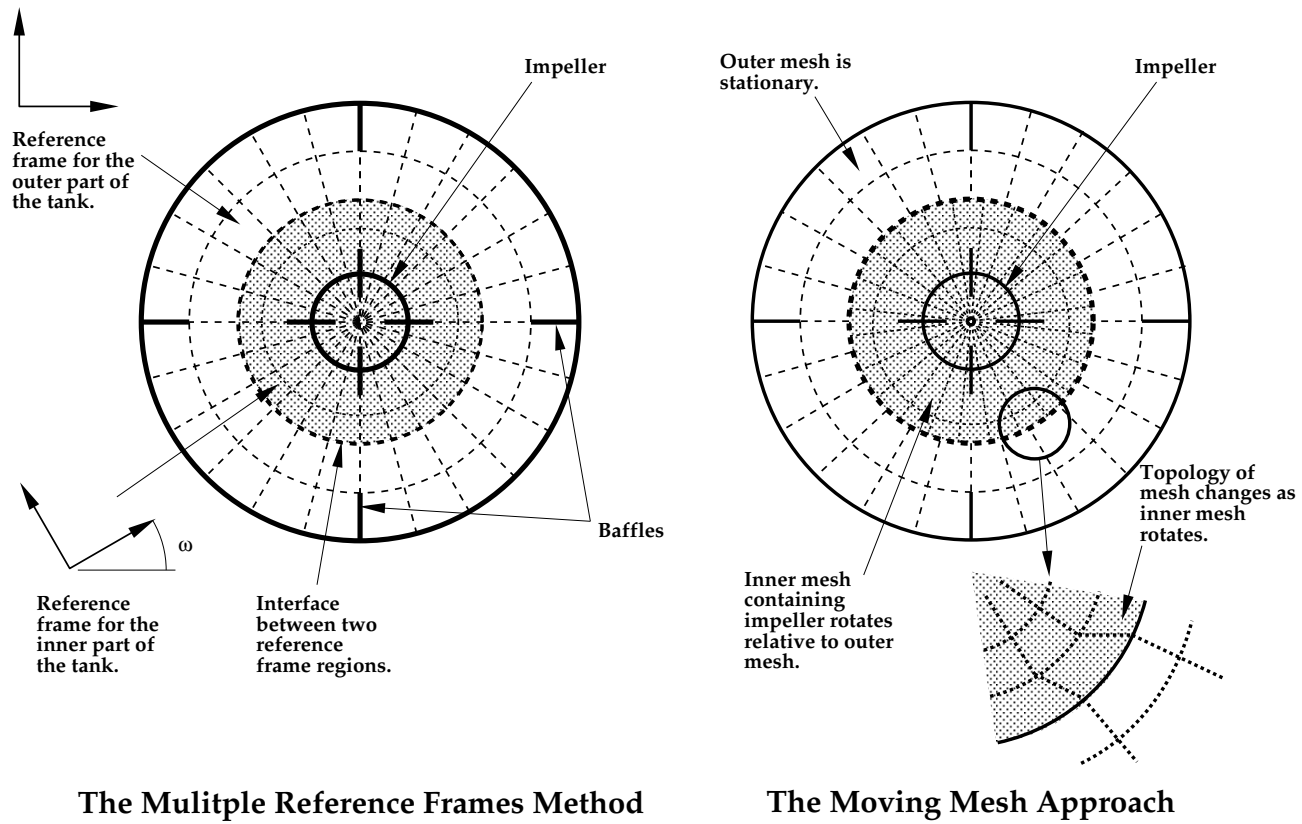 Impeller
Reference
frame for the
outer part of
the tank.
ω
Baffles
Reference
frame for the
inner part of
the tank.
Interface
between two
reference
frame regions.
The Mulitple Reference Frames Method
Outer mesh is
stationary.
Impeller
Topology of
mesh changes as
inner mesh
rotates.
Inner mesh
containing
impeller rotates
relative to outer
mesh.
The Moving Mesh Approach